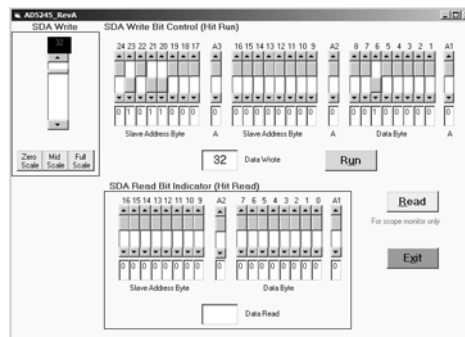 AD5245_RevA
SDA Write
SDA Write Bit Control (Hit Run)
32
24 23 22 21 20 19 18 17 A3 16 15 14 13 12 11 10 9 A2 8 7 6 5 4 3 2 1 A1
0 1 0 1 1 0 0 0 0 0 0 0 0 0 0 0 0 0 0 0 1 0 0 0 0 0 0
Slave Address Byte A Slave Address Byte A Data Byte A
Zero Scale Mid Scale Full Scale
32 Data Wrote Run
SDA Read Bit Indicator (Hit Read)
16 15 14 13 12 11 10 9 A2 7 6 5 4 3 2 1 0 A1
Read
For scope monitor only
Exit
0 0 0 0 0 0 0 0 0 0 0 0 0 0 0 0 0 0
Slave Address Byte Data Byte
Data Read